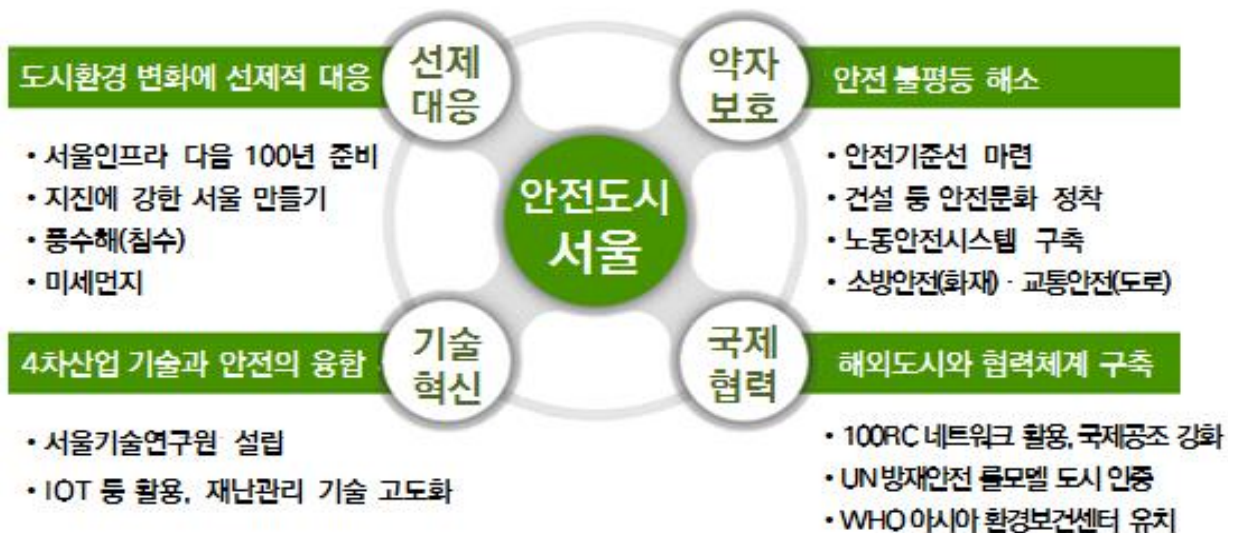 도시환경 변화에 선제적 대응
선제
대응
• 서울인프라 다음 100년 준비
• 지진에 강한 서울 만들기
• 풍수해(침수)
• 미세먼지
약자
보호
안전 불평등 해소
• 안전기준선 마련
• 건설 등 안전문화 정착
• 노동안전시스템 구축
• 소방안전(화재) · 교통안전(도로)
안전도시
서울
4차산업 기술과 안전의 융합
기술
혁신
• 서울기술연구원 설립
• IOT 등 활용, 재난관리 기술 고도화
국제
협력
해외도시와 협력체계 구축
• 100RC 네트워크 활용, 국제공조 강화
• UN 방재안전 롤모델 도시 인증
• WHO 아시아 환경보건센터 유치